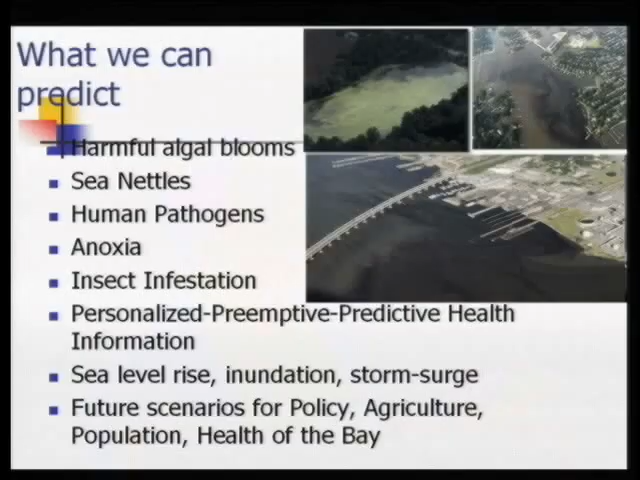 What we can
predict
Harmful algal blooms
Sea Nettles
Human Pathogens
Anoxia
Insect Infestation
Personalized-Preemptive-Predictive Health
Information
Sea level rise, inundation, storm-surge
Future scenarios for Policy, Agriculture,
Population, Health of the Bay